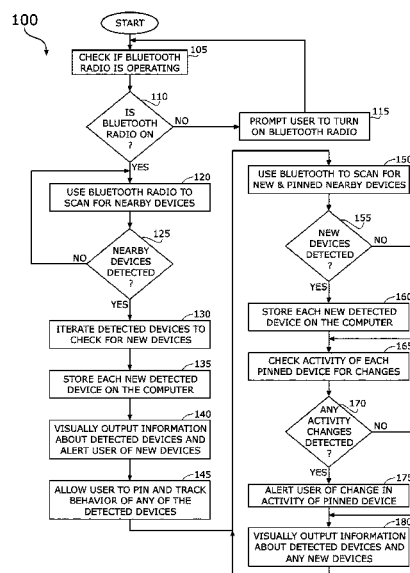 100
START
105
CHECK IF BLUETOOTH
RADIO IS OPERATING
110
IS
BLUETOOTH
RADIO ON
?
NO
115
PROMPT USER TO TURN
ON BLUETOOTH RADIO
YES
120
USE BLUETOOTH RADIO TO
SCAN FOR NEARBY DEVICES
125
NEARBY
DEVICES
DETECTED
?
NO
YES
130
ITERATE DETECTED DEVICES TO
CHECK FOR NEW DEVICES
135
STORE EACH NEW DETECTED
DEVICE ON THE COMPUTER
140
VISUALLY OUTPUT INFORMATION
ABOUT DETECTED DEVICES AND
ALERT USER OF NEW DEVICES
145
ALLOW USER TO PIN AND TRACK
BEHAVIOR OF ANY OF THE
DETECTED DEVICES
150
USE BLUETOOTH TO SCAN FOR
NEW & PINNED NEARBY DEVICES
155
NEW
DEVICES
DETECTED
?
NO
YES
160
STORE EACH NEW DETECTED
DEVICE ON THE COMPUTER
165
CHECK ACTIVITY OF EACH
PINNED DEVICE FOR CHANGES
170
ANY
ACTIVITY
CHANGES
DETECTED
?
NO
YES
175
ALERT USER OF CHANGE IN
ACTIVITY OF PINNED DEVICE
180
VISUALLY OUTPUT INFORMATION
ABOUT DETECTED DEVICES AND
ANY NEW DEVICES